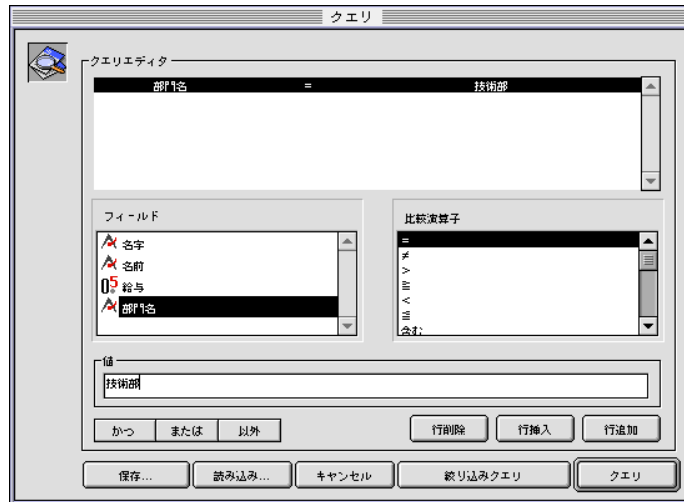 クエリ
クエリエディタ
部門名 = 技術部
フィールド
名字
名前
給与
部門名
比較演算子
=
≠
>
≧
<
≦
含む
値
技術部
かつ または 以外
行削除 行挿入 行追加
保存... 読み込み... キャンセル 絞り込みクエリ クエリ